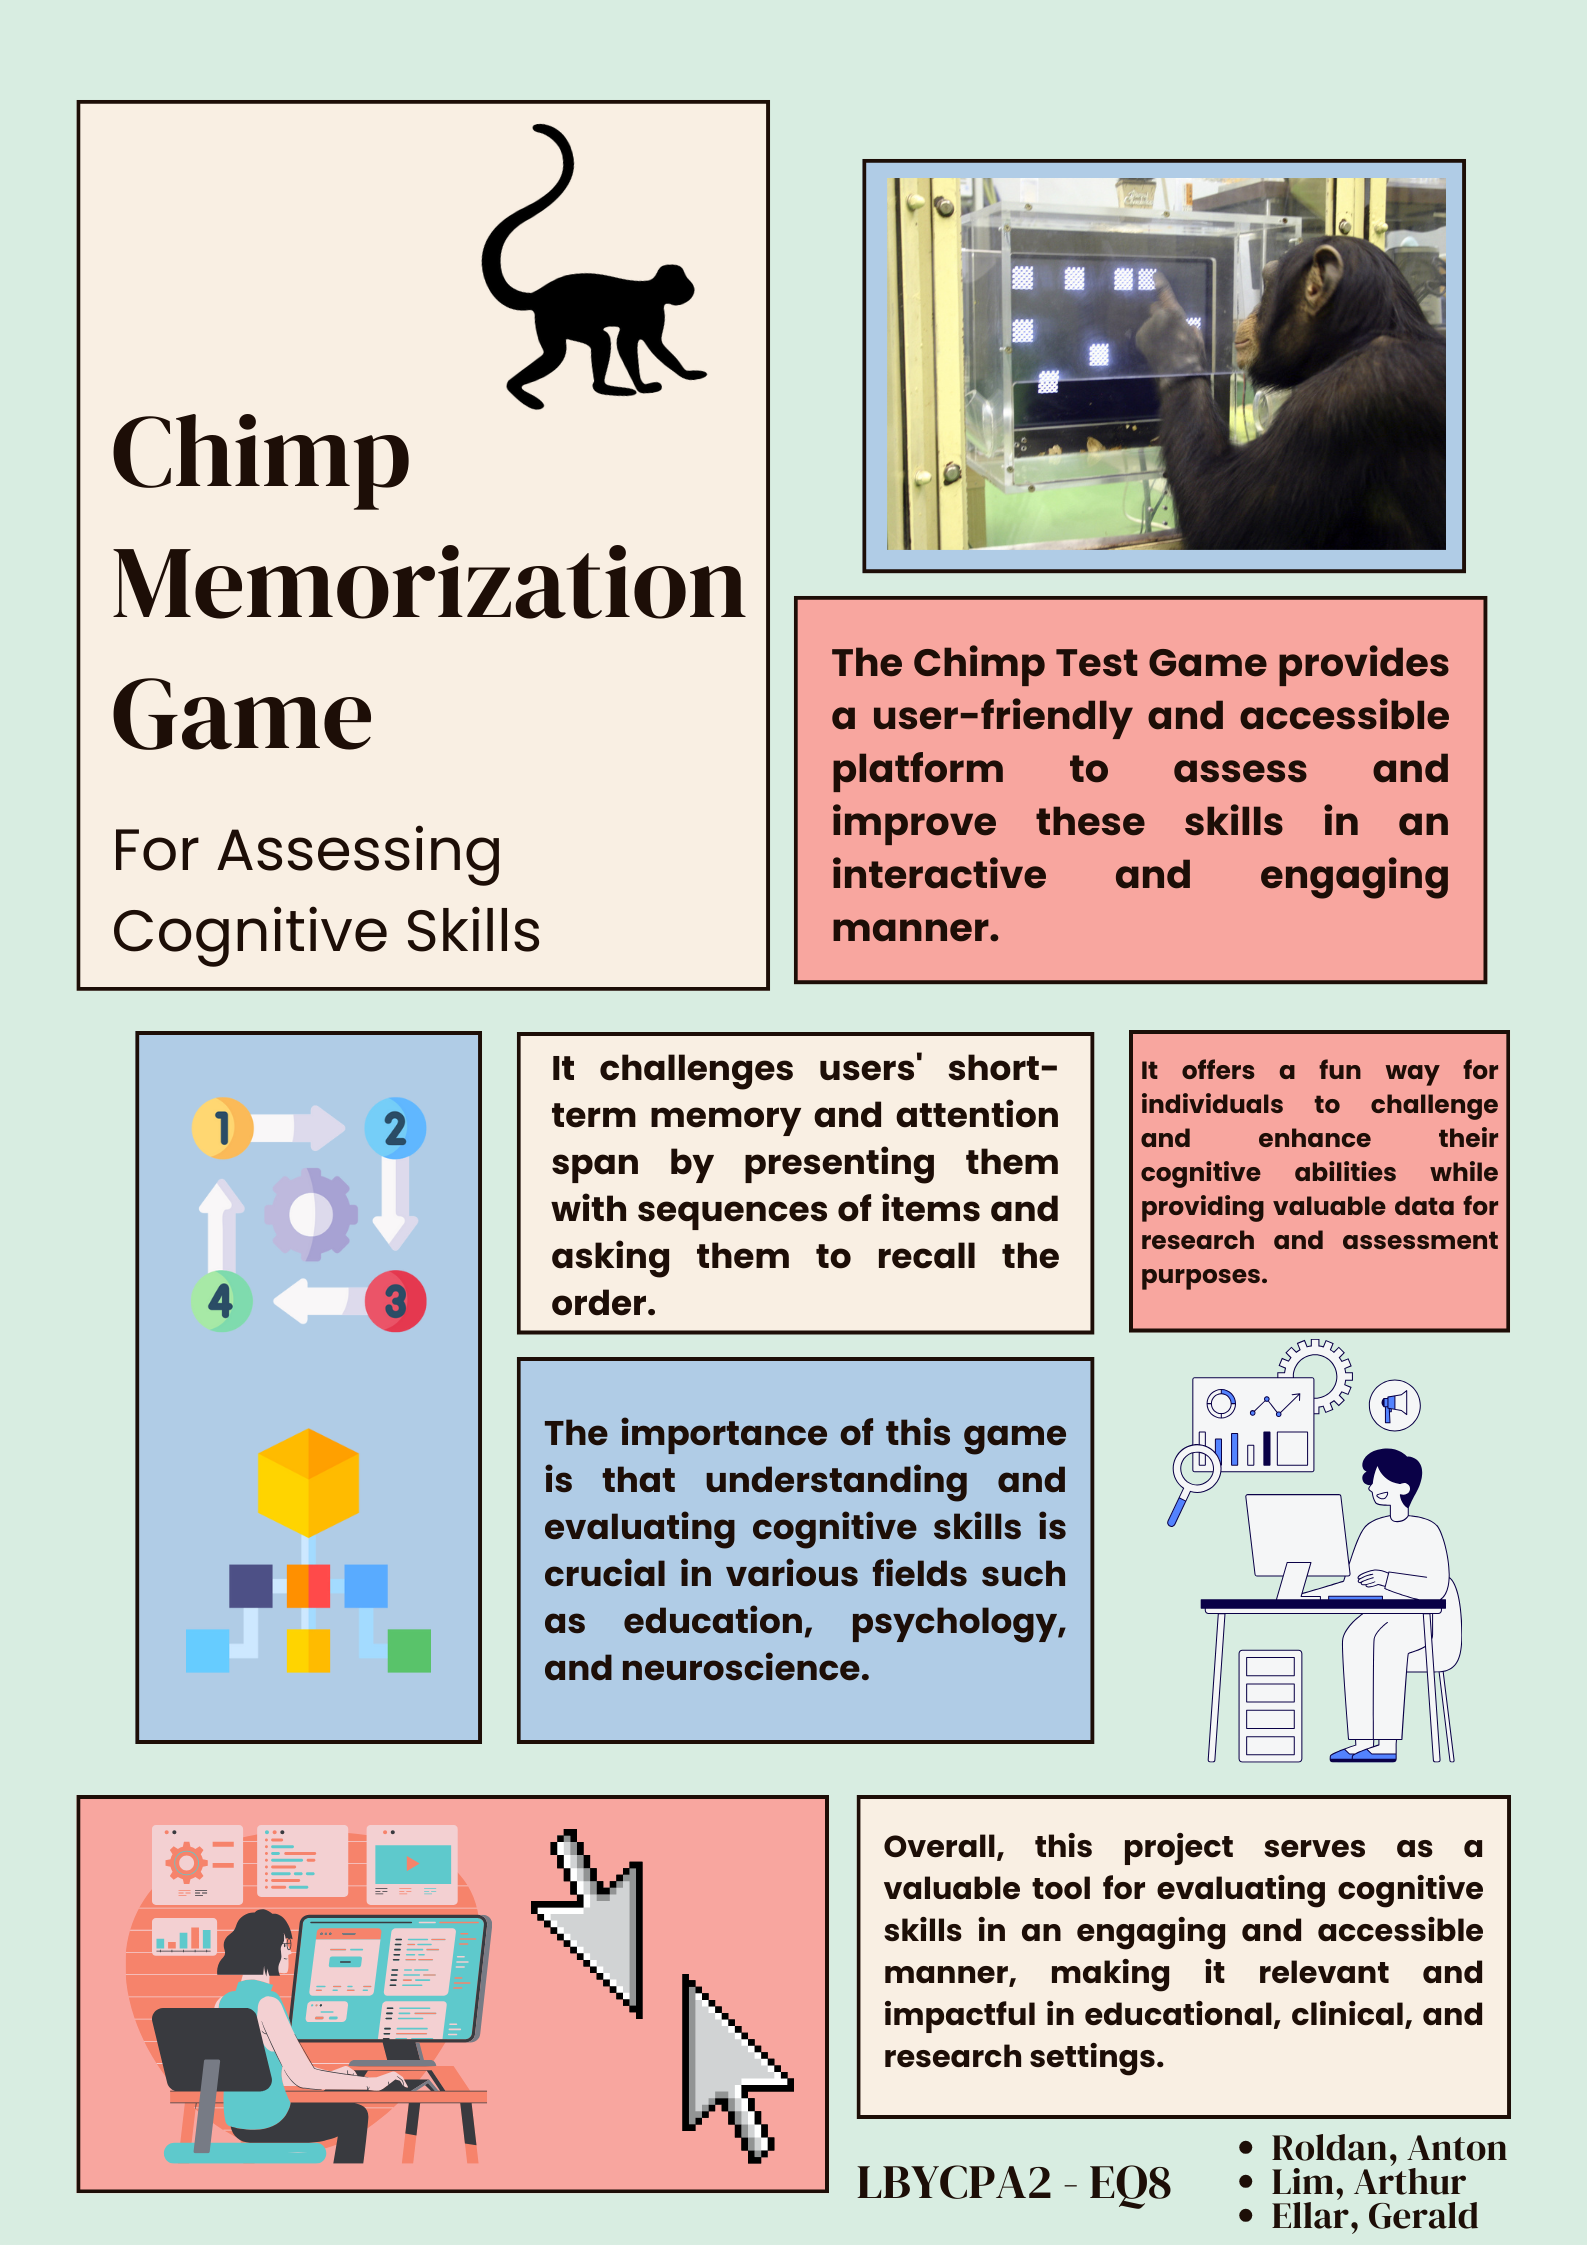 Chimp
Memorization
Game
For Assessing
Cognitive Skills
The Chimp Test Game provides
a user-friendly and accessible
platform to assess and
improve these skills in an
interactive and engaging
manner.
1
2
4
3
It challenges users' short-
term memory and attention
span by presenting them
with sequences of items and
asking them to recall the
order.
It offers a fun way for
individuals to challenge
and enhance their
cognitive abilities while
providing valuable data for
research and assessment
purposes.
The importance of this game
is that understanding and
evaluating cognitive skills is
crucial in various fields such
as education, psychology,
and neuroscience.
Overall, this project serves as a
valuable tool for evaluating cognitive
skills in an engaging and accessible
manner, making it relevant and
impactful in educational, clinical, and
research settings.
LBYCPA2 - EQ8
• Roldan, Anton
• Lim, Arthur
• Ellar, Gerald